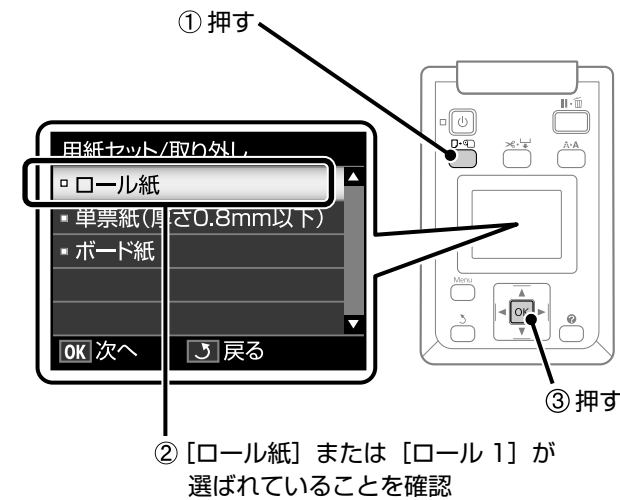 ① 押す
用紙セット/取り外し
ロール紙
単票紙(厚さ0.8mm以下)
ボード紙
OK 次へ 戻る
A・A
Menu
OK
③ 押す
② [ロール紙] または [ロール 1] が
選ばれていることを確認